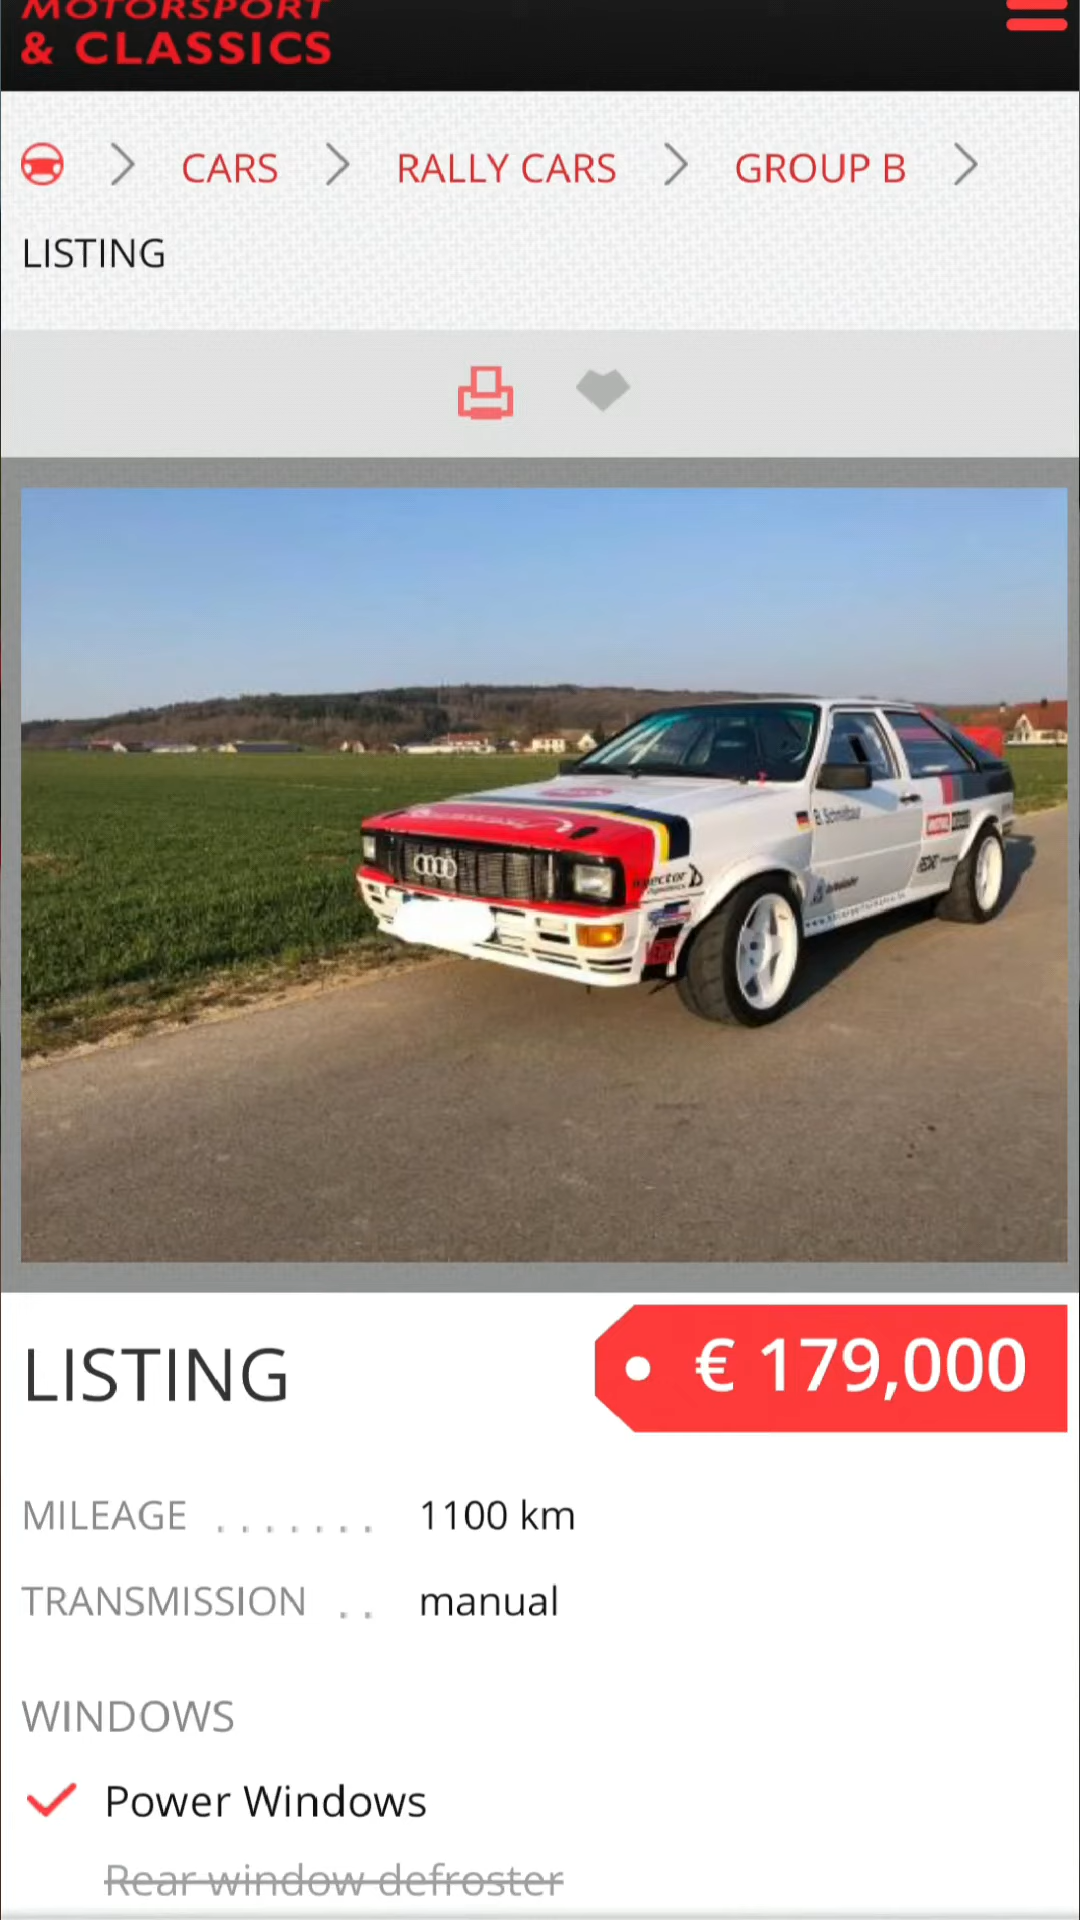 MOTORSPORT
& CLASSICS
CARS RALLY CARS GROUP B
LISTING
B. Schmidbaur
LISTING
€ 179,000
MILEAGE ....... 1100 km
TRANSMISSION .. manual
WINDOWS
Power Windows
Rear window defroster